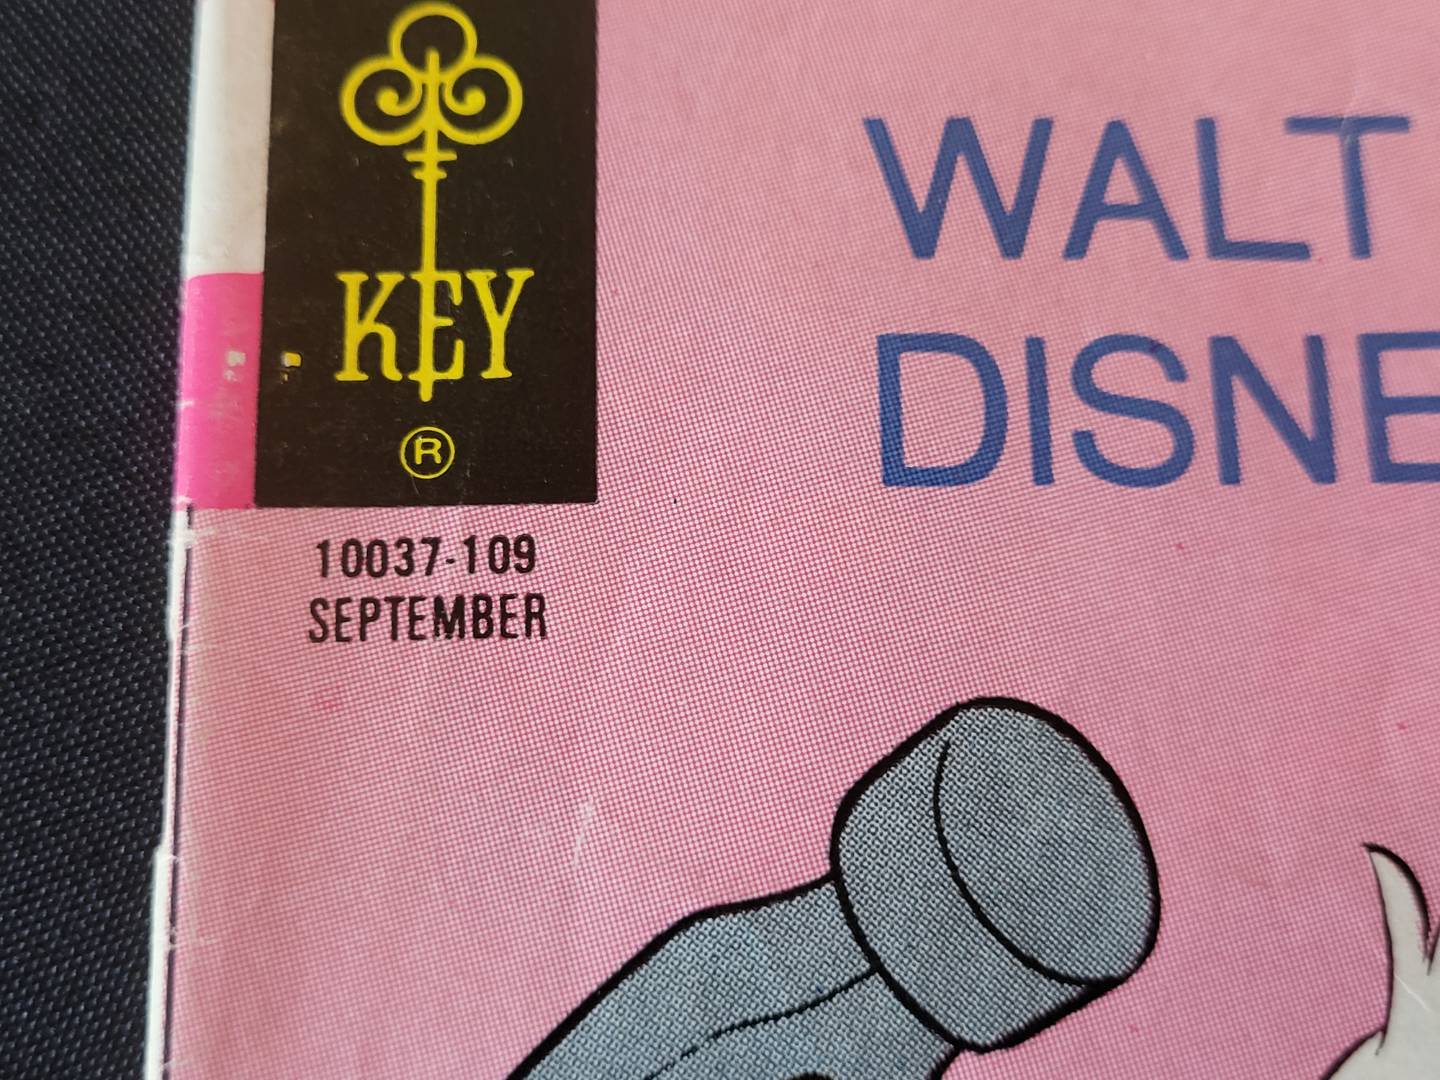 KEY
®
10037-109
SEPTEMBER
WALT
DISNE